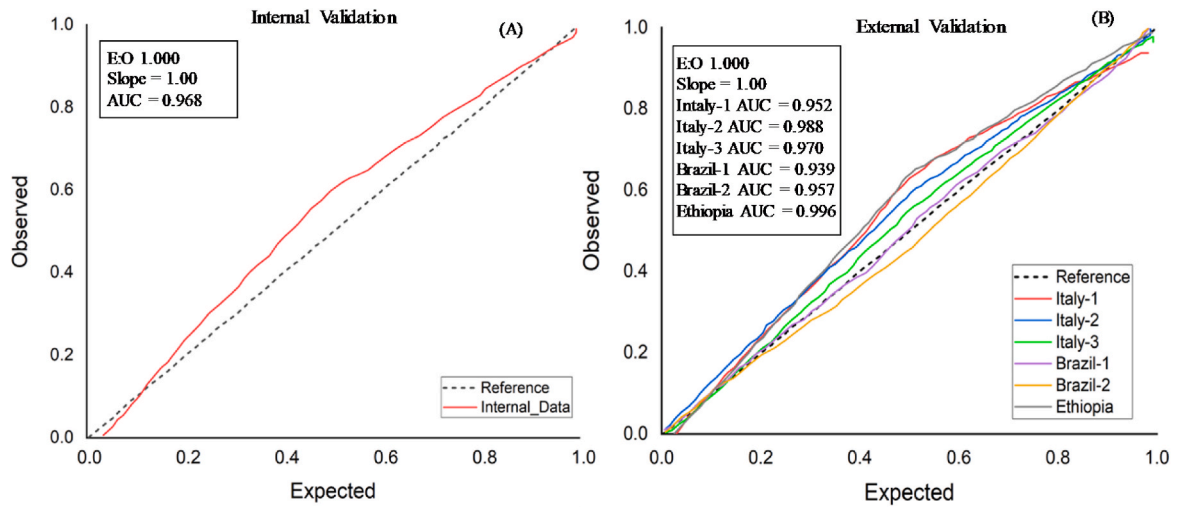 Internal Validation
(A)
E:O 1.000
Slope = 1.00
AUC = 0.968
1.0
0.8
0.6
0.4
0.2
0.0
Observed
Reference
Internal_Data
0.0
0.2
0.4
0.6
0.8
1.0
Expected
External Validation
(B)
E:O 1.000
Slope = 1.00
Intaly-1 AUC = 0.952
Italy-2 AUC = 0.988
Italy-3 AUC = 0.970
Brazil-1 AUC = 0.939
Brazil-2 AUC = 0.957
Ethiopia AUC = 0.996
1.0
0.8
0.6
0.4
0.2
0.0
Observed
Reference
Italy-1
Italy-2
Italy-3
Brazil-1
Brazil-2
Ethiopia
0.0
0.2
0.4
0.6
0.8
1.0
Expected